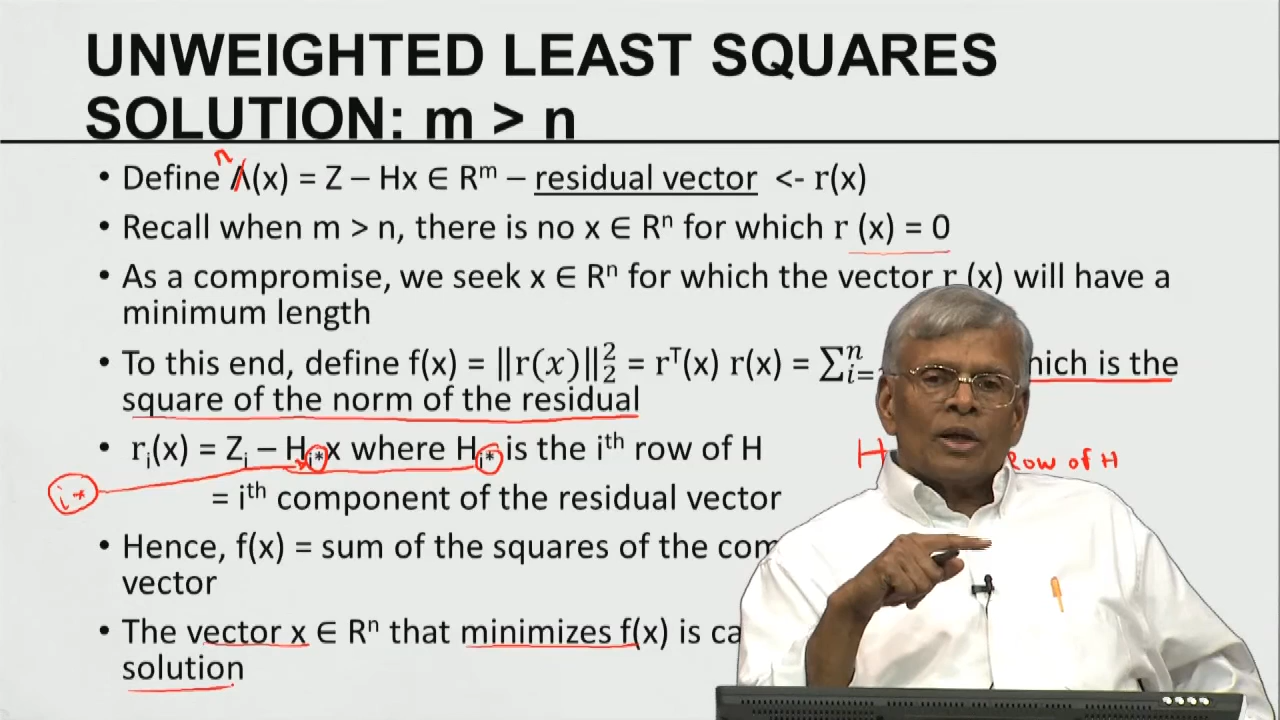 UNWEIGHTED LEAST SQUARES
SOLUTION: m > n
r
• Define Λ(x) = Z – Hx ∈ Rᵐ – residual vector <- r(x)
• Recall when m > n, there is no x ∈ Rⁿ for which r (x) = 0
• As a compromise, we seek x ∈ Rⁿ for which the vector r (x) will have a
minimum length
• To this end, define f(x) = ‖r(x)‖₂² = rᵀ(x) r(x) = ∑ᵢ₌ⁿ which is the
square of the norm of the residual
• rᵢ(x) = Zᵢ – Hᵢ*x where Hᵢ* is the iᵗʰ row of H
H Row of H
i*
= iᵗʰ component of the residual vector
• Hence, f(x) = sum of the squares of the
vector
• The vector x ∈ Rⁿ that minimizes f(x) is
solution